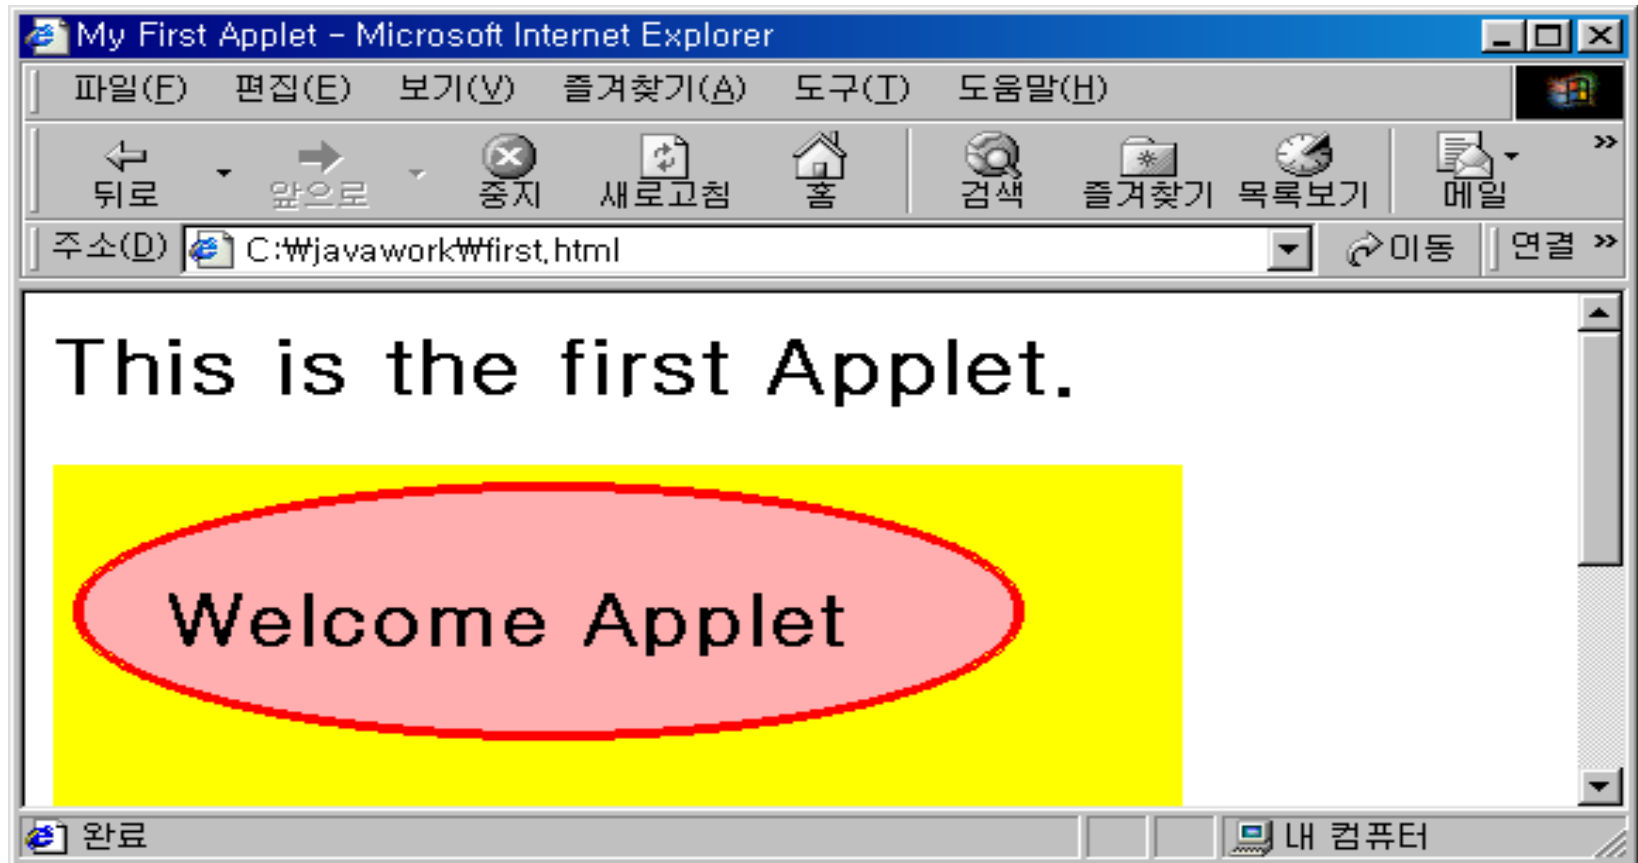 My First Applet - Microsoft Internet Explorer
파일(F) 편집(E) 보기(V) 즐겨찾기(A) 도구(T) 도움말(H)
뒤로 앞으로 중지 새로고침 홈 검색 즐겨찾기 목록보기 메일 »
주소(D) C:₩javawork₩first.html 이동 연결 »
This is the first Applet.
Welcome Applet
완료 내 컴퓨터